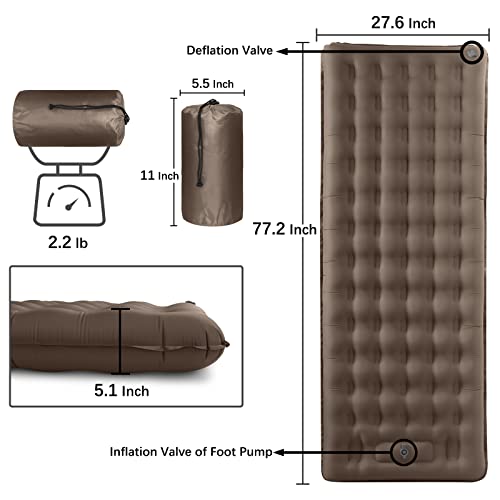 27.6 Inch
Deflation Valve
5.5 Inch
11 Inch
2.2 lb
77.2 Inch
5.1 Inch
Inflation Valve of Foot Pump